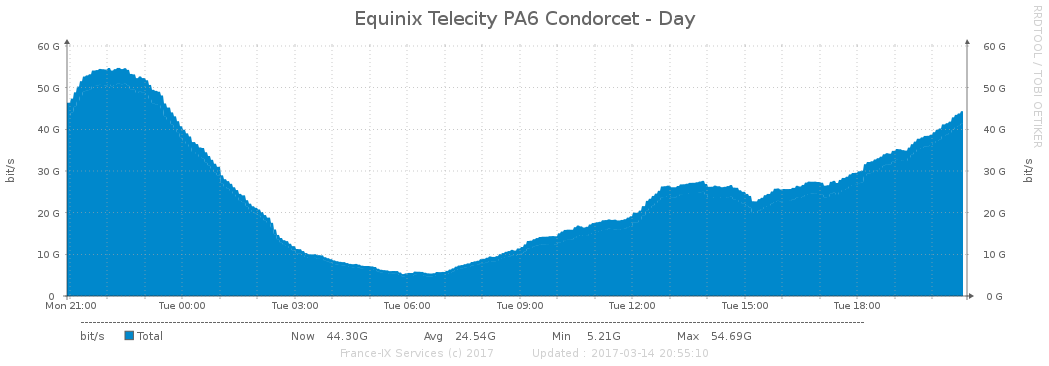 Equinix Telecity PA6 Condorcet - Day
RRDTOOL / TOBI OETIKER
60 G 60 G
50 G 50 G
40 G 40 G
30 G 30 G
20 G 20 G
10 G 10 G
0 0 G
bit/s bit/s
Mon 21:00 Tue 00:00 Tue 03:00 Tue 06:00 Tue 09:00 Tue 12:00 Tue 15:00 Tue 18:00
bit/s Total Now 44.30G Avg 24.54G Min 5.21G Max 54.69G
France-IX Services (c) 2017 Updated : 2017-03-14 20:55:10